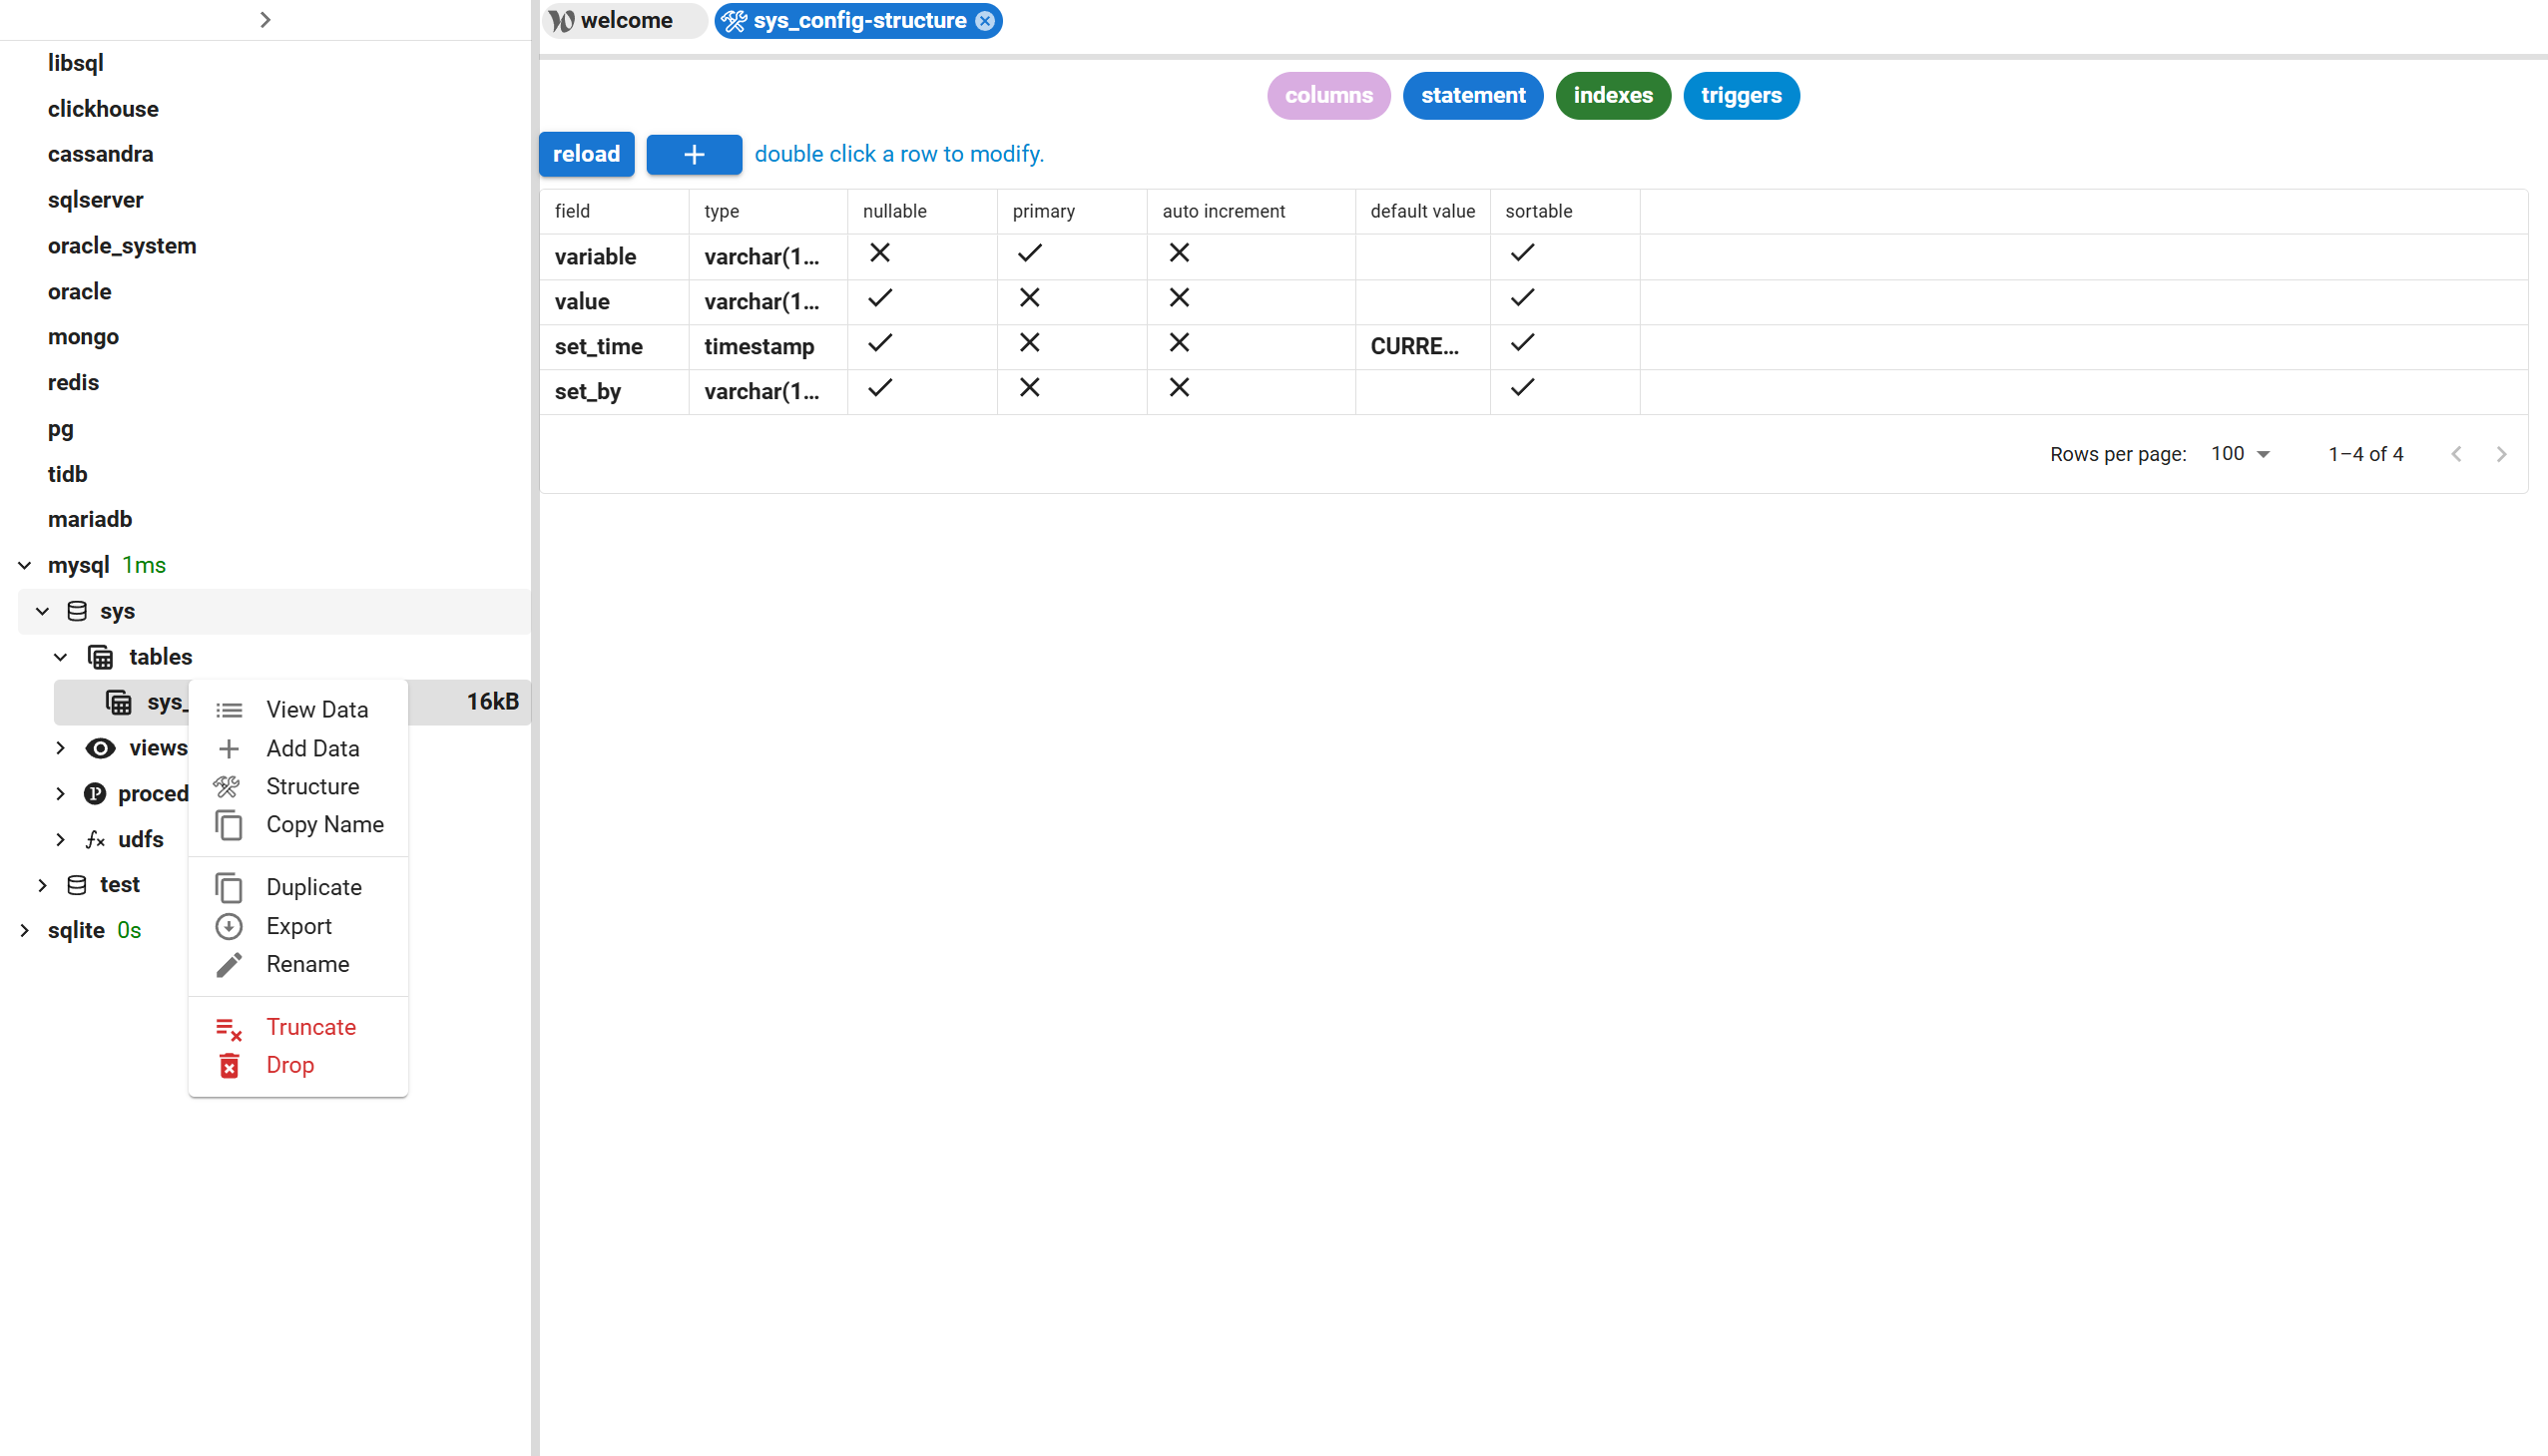 libsql
clickhouse
cassandra
sqlserver
oracle_system
oracle
mongo
redis
pg
tidb
mariadb
mysql 1ms
sys
tables
sys_ 16kB
views
proced
udfs
test
sqlite 0s
View Data
Add Data
Structure
Copy Name
Duplicate
Export
Rename
Truncate
Drop
welcome sys_config-structure
columns statement indexes triggers
reload + double click a row to modify.
field type nullable primary auto increment default value sortable
variable varchar(1...
value varchar(1...
set_time timestamp CURRE...
set_by varchar(1...
Rows per page: 100 1–4 of 4